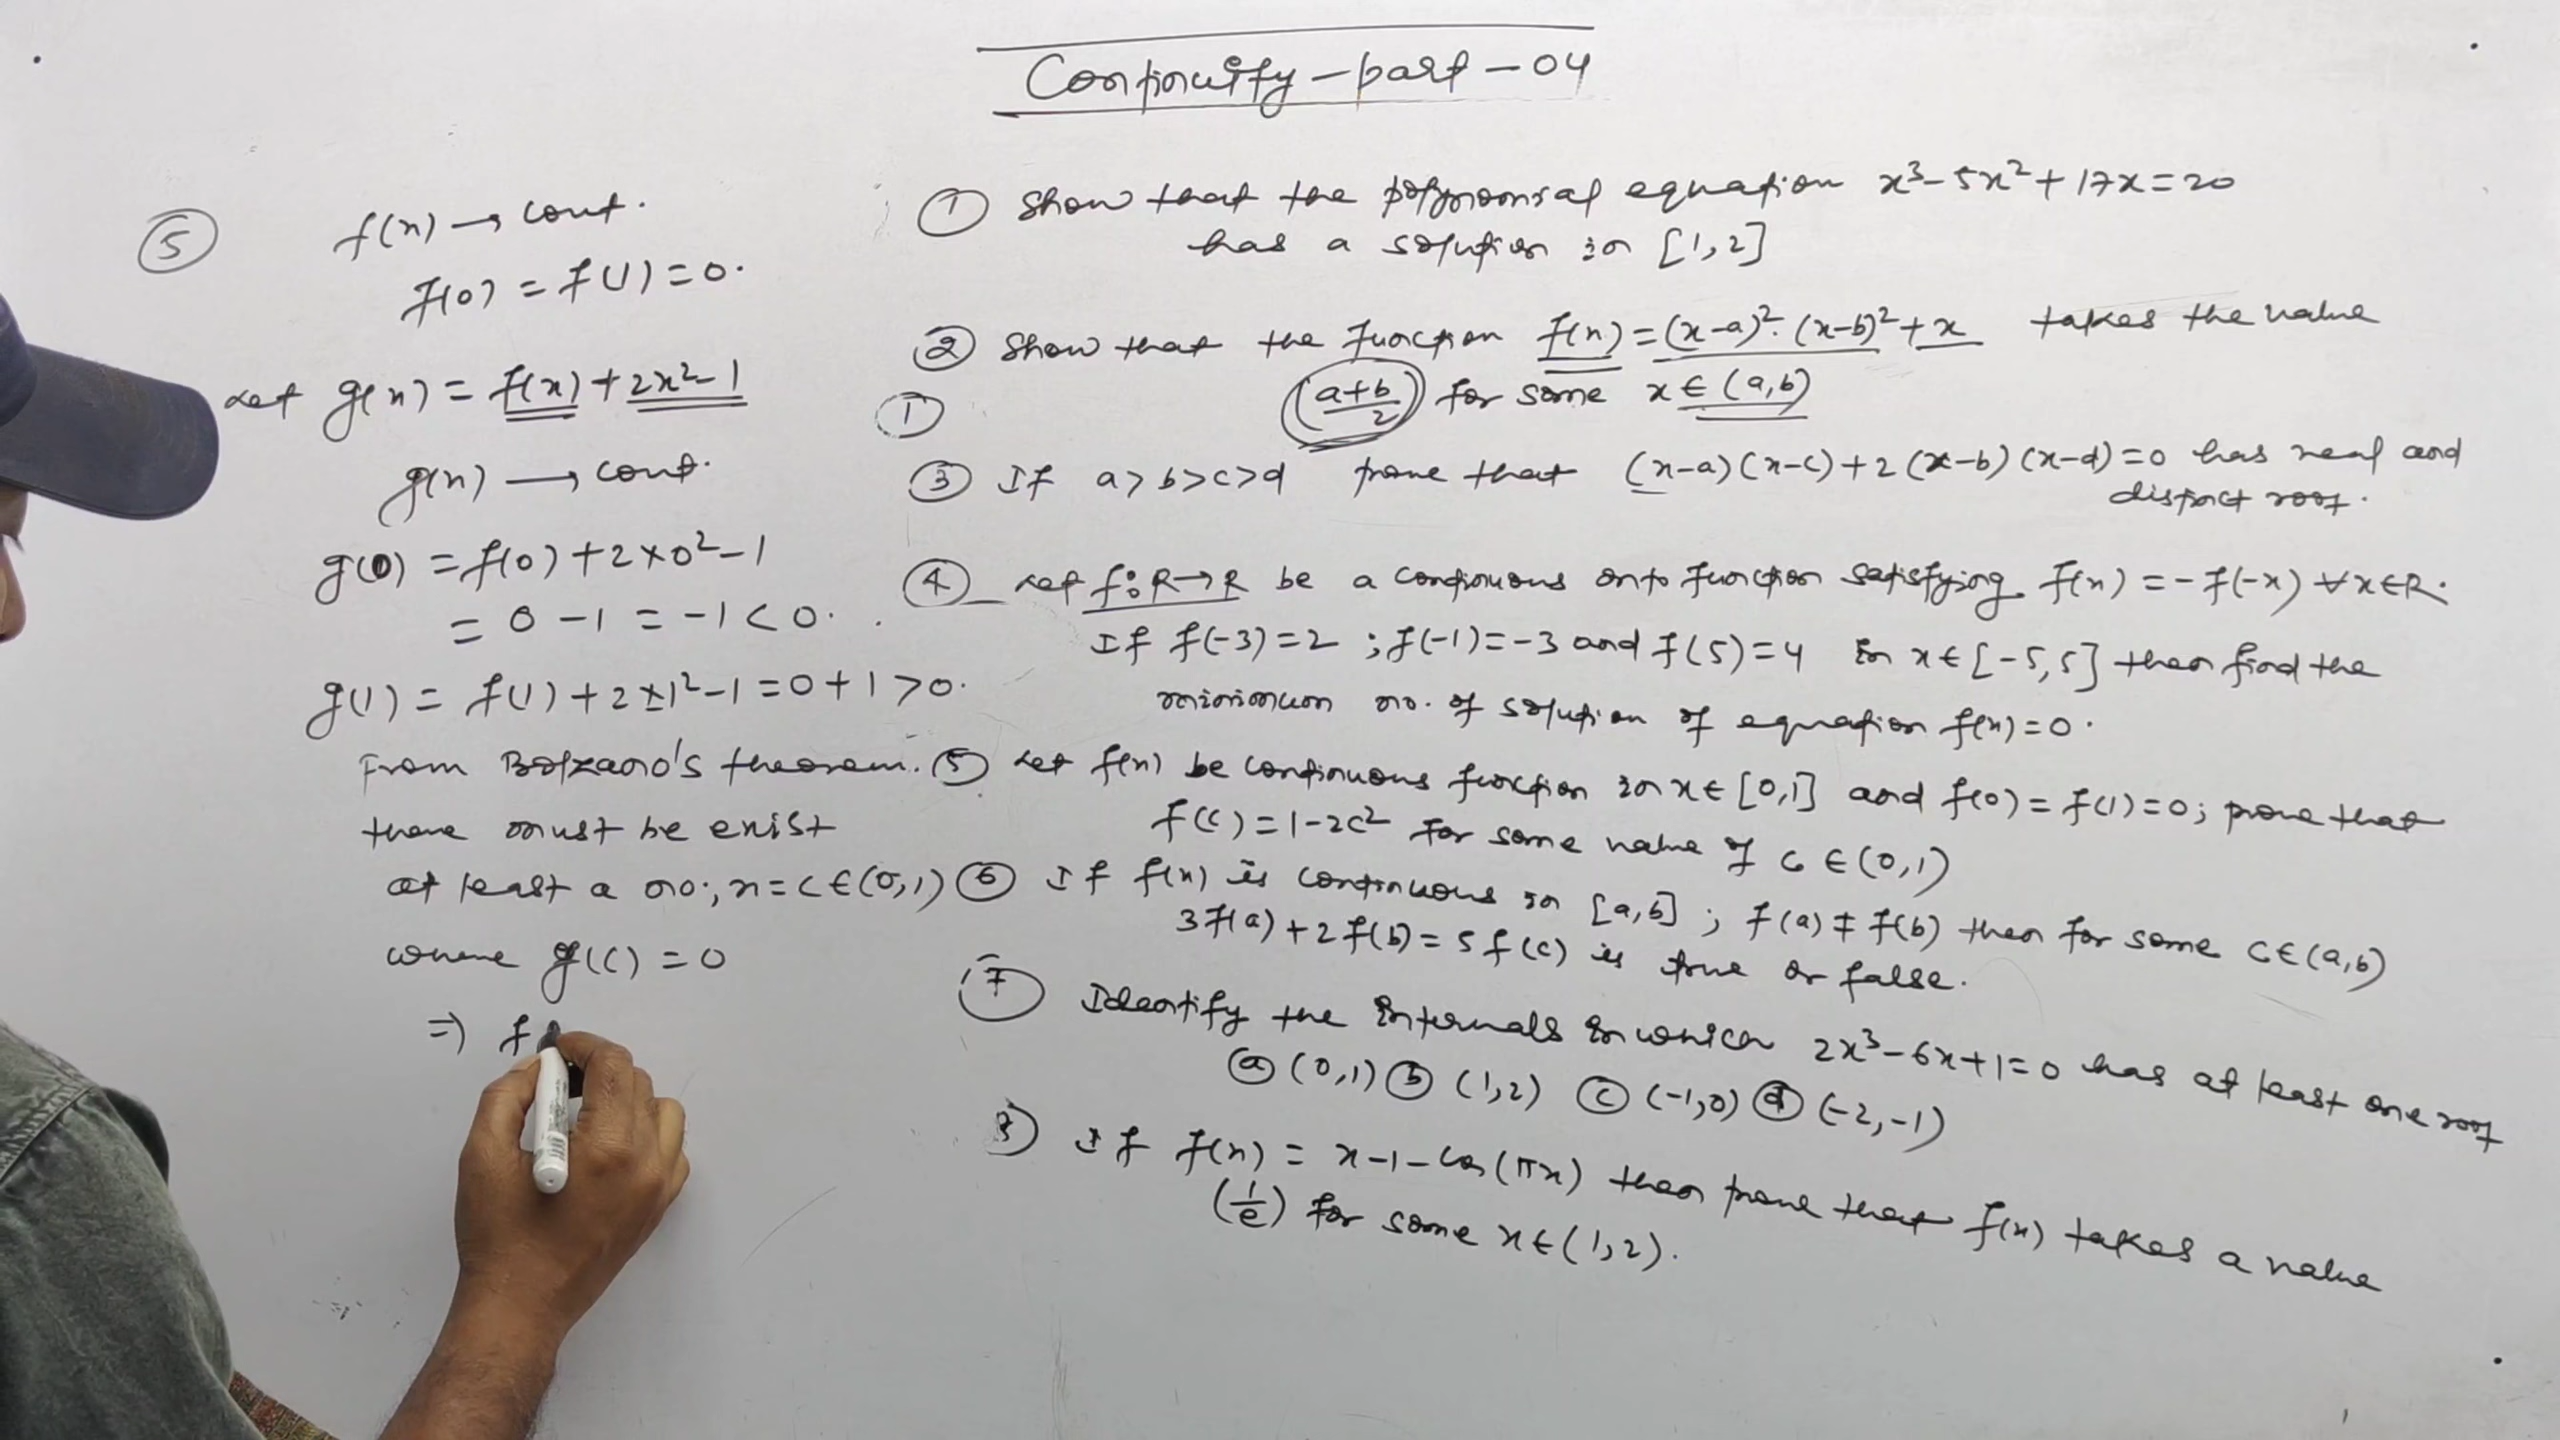 Continuity - part - 04
⑤ f(x) → cont.
f(0) = f(1) = 0.
Let g(x) = f(x) + 2x² - 1
g(x) → cont.
g(0) = f(0) + 2×0² - 1
= 0 - 1 = -1 < 0.
g(1) = f(1) + 2×1² - 1 = 0 + 1 > 0.
From Bolzano's theorem.
there must be exist
at least a no., x = c ∈ (0,1)
where g(c) = 0
⇒ f
① Show that the polynomial equation x³ - 5x² + 17x = 20
has a solution in [1,2]
② Show that the function f(x) = (x-a)². (x-b)² + x takes the value
① (a+b)/2 for some x ∈ (a,b)
③ If a > b > c > d prove that (x-a)(x-c) + 2(x-b)(x-d) = 0 has real and
distinct root.
④ Let f: R → R be a continuous onto function satisfying f(x) = -f(-x) ∀ x ∈ R.
If f(-3) = 2 ; f(-1) = -3 and f(5) = 4 in x ∈ [-5,5] then find the
minimum no. of solution of equation f(x) = 0.
⑤ Let f(x) be continuous function in x ∈ [0,1] and f(0) = f(1) = 0; prove that
f(c) = 1 - 2c² for some value of c ∈ (0,1)
⑥ If f(x) is continuous in [a,b] ; f(a) ≠ f(b) then for some c ∈ (a,b)
3f(a) + 2f(b) = 5f(c) is true or false.
⑦ Identify the intervals in which 2x³ - 6x + 1 = 0 has at least one root
ⓐ (0,1) ⓑ (1,2) ⓒ (-1,0) ⓓ (-2,-1)
8) If f(x) = x - 1 - cos(πx) then prove that f(x) takes a value
(1/e) for some x ∈ (1,2).